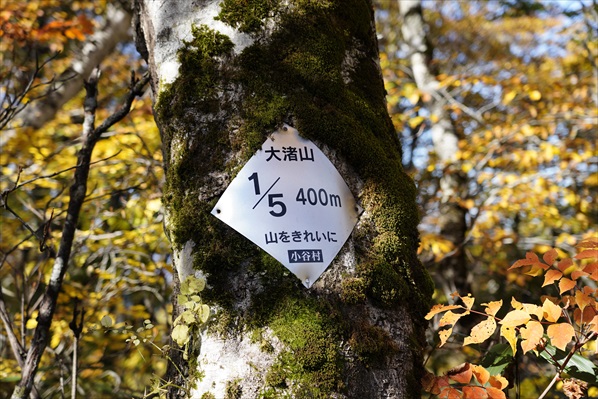 大渚山
1/5 400m
山をきれいに
小谷村